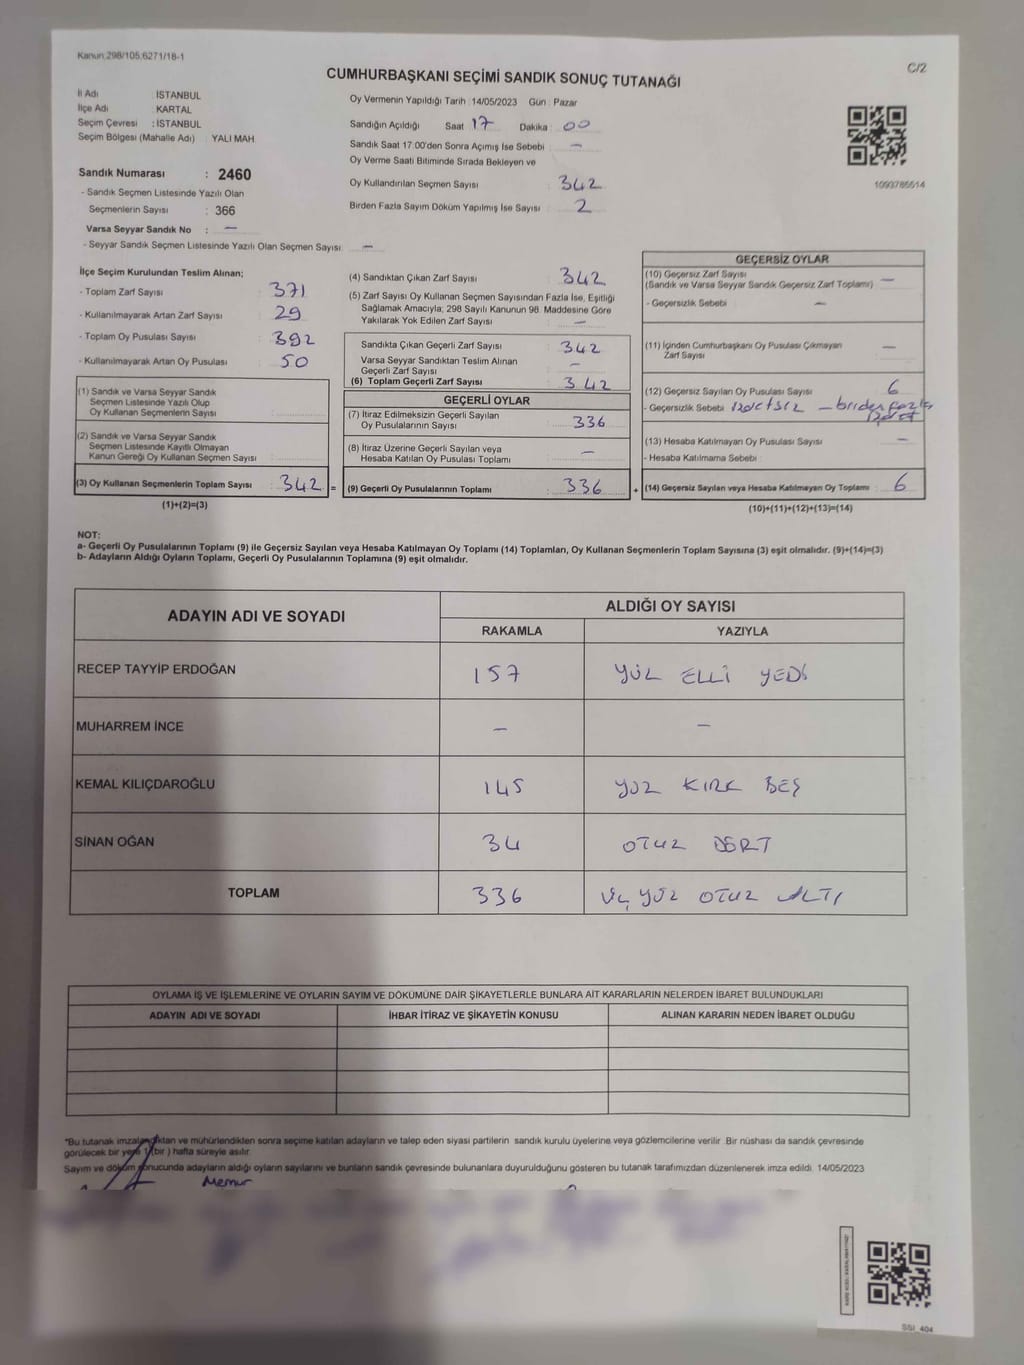 Kanun 298/105;6271/18-1
C/2
CUMHURBAŞKANI SEÇİMİ SANDIK SONUÇ TUTANAĞI
İl Adı İSTANBUL
İlçe Adı KARTAL
Seçim Çevresi : İSTANBUL
Seçim Bölgesi (Mahalle Adı) YALI MAH
Oy Vermenin Yapıldığı Tarih : 14/05/2023 Gün : Pazar
Sandığın Açıldığı Saat 17 Dakika 00
Sandık Saat 17:00'den Sonra Açımış İse Sebebi : -
Oy Verme Saati Bitiminde Sırada Bekleyen ve
Oy Kullandırılan Seçmen Sayısı : 342
Birden Fazla Sayım Döküm Yapılmış İse Sayısı : 2
1093785514
Sandık Numarası : 2460
- Sandık Seçmen Listesinde Yazılı Olan
Seçmenlerin Sayısı : 366
Varsa Seyyar Sandık No : -
- Seyyar Sandık Seçmen Listesinde Yazılı Olan Seçmen Sayısı: -
İlçe Seçim Kurulundan Teslim Alınan;
- Toplam Zarf Sayısı : 371
- Kullanılmayarak Artan Zarf Sayısı : 29
- Toplam Oy Pusulası Sayısı : 392
- Kullanılmayarak Artan Oy Pusulası : 50
(1) Sandık ve Varsa Seyyar Sandık
Seçmen Listesinde Yazılı Olup
Oy Kullanan Seçmenlerin Sayısı :
(2) Sandık ve Varsa Seyyar Sandık
Seçmen Listesinde Kayıtlı Olmayan
Kanun Gereği Oy Kullanan Seçmen Sayısı :
(3) Oy Kullanan Seçmenlerin Toplam Sayısı : 342 =
(1)+(2)=(3)
(4) Sandıktan Çıkan Zarf Sayısı : 342
(5) Zarf Sayısı Oy Kullanan Seçmen Sayısından Fazla İse, Eşitliği
Sağlamak Amacıyla; 298 Sayılı Kanunun 98. Maddesine Göre
Yakılarak Yok Edilen Zarf Sayısı : -
Sandıkta Çıkan Geçerli Zarf Sayısı : 342
Varsa Seyyar Sandıktan Teslim Alınan
Geçerli Zarf Sayısı : -
(6) Toplam Geçerli Zarf Sayısı : 342
GEÇERLİ OYLAR
(7) İtiraz Edilmeksizin Geçerli Sayılan
Oy Pusulalarının Sayısı : 336
(8) İtiraz Üzerine Geçerli Sayılan veya
Hesaba Katılan Oy Pusulası Toplamı : -
(9) Geçerli Oy Pusulalarının Toplamı : 336 +
GEÇERSİZ OYLAR
(10) Geçersiz Zarf Sayısı
(Sandık ve Varsa Seyyar Sandık Geçersiz Zarf Toplamı) -
- Geçersizlik Sebebi : -
(11) İçinden Cumhurbaşkanı Oy Pusulası Çıkmayan
Zarf Sayısı : -
(12) Geçersiz Sayılan Oy Pusulası Sayısı : 6
- Geçersizlik Sebebi
(13) Hesaba Katılmayan Oy Pusulası Sayısı : -
- Hesaba Katılmama Sebebi :
(14) Geçersiz Sayılan veya Hesaba Katılmayan Oy Toplamı : 6
(10)+(11)+(12)+(13)=(14)
NOT:
a- Geçerli Oy Pusulalarının Toplamı (9) ile Geçersiz Sayılan veya Hesaba Katılmayan Oy Toplamı (14) Toplamları, Oy Kullanan Seçmenlerin Toplam Sayısına (3) eşit olmalıdır. (9)+(14)=(3)
b- Adayların Aldığı Oyların Toplamı, Geçerli Oy Pusulalarının Toplamına (9) eşit olmalıdır.
ADAYIN ADI VE SOYADI ALDIĞI OY SAYISI
RAKAMLA YAZIYLA
RECEP TAYYİP ERDOĞAN 157 YÜZ ELLİ YEDİ
MUHARREM İNCE - -
KEMAL KILIÇDAROĞLU 145 YÜZ KIRK BEŞ
SİNAN OĞAN 34 OTUZ DÖRT
TOPLAM 336 ÜÇ YÜZ OTUZ ALTI
OYLAMA İŞ VE İŞLEMLERİNE VE OYLARIN SAYIM VE DÖKÜMÜNE DAİR ŞİKAYETLERLE BUNLARA AİT KARARLARIN NELERDEN İBARET BULUNDUKLARI
ADAYIN ADI VE SOYADI İHBAR İTİRAZ VE ŞİKAYETİN KONUSU ALINAN KARARIN NEDEN İBARET OLDUĞU
*Bu tutanak imzalandıktan ve mühürlendikten sonra seçime katılan adayların ve talep eden siyasi partilerin sandık kurulu üyelerine veya gözlemcilerine verilir. Bir nüshası da sandık çevresinde
görülecek bir yere 1 (bir ) hafta süreyle asılır.
Sayım ve döküm sonucunda adayların aldığı oyların sayılarını ve bunların sandık çevresinde bulunanlara duyurulduğunu gösteren bu tutanak tarafımızdan düzenlenerek imza edildi. 14/05/2023
Memur
SSI_404